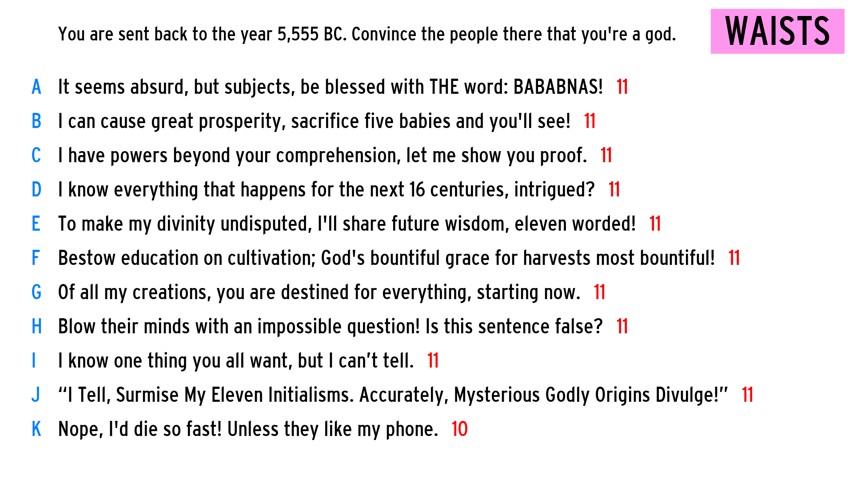 You are sent back to the year 5,555 BC. Convince the people there that you're a god.
WAISTS
A It seems absurd, but subjects, be blessed with THE word: BABABNAS! 11
B I can cause great prosperity, sacrifice five babies and you'll see! 11
C I have powers beyond your comprehension, let me show you proof. 11
D I know everything that happens for the next 16 centuries, intrigued? 11
E To make my divinity undisputed, I'll share future wisdom, eleven worded! 11
F Bestow education on cultivation; God's bountiful grace for harvests most bountiful! 11
G Of all my creations, you are destined for everything, starting now. 11
H Blow their minds with an impossible question! Is this sentence false? 11
I I know one thing you all want, but I can’t tell. 11
J “I Tell, Surmise My Eleven Initialisms. Accurately, Mysterious Godly Origins Divulge!” 11
K Nope, I'd die so fast! Unless they like my phone. 10